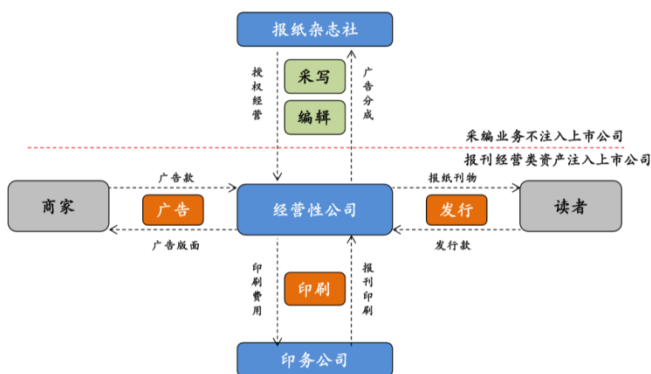 报纸杂志社
授权经营
采写
编辑
广告分成
采编业务不注入上市公司
报刊经营类资产注入上市公司
商家
广告款
广告
广告版面
经营性公司
报纸刊物
发行
发行款
读者
印刷费用
印刷
报刊印刷
印务公司